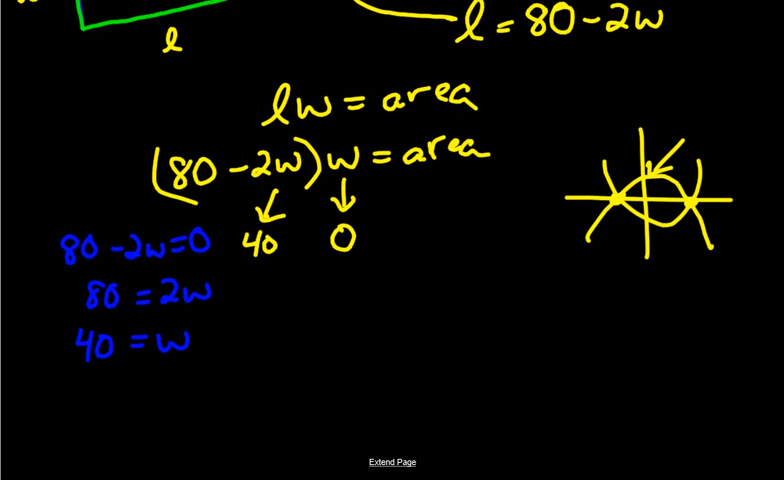 l
l = 80 - 2w
lw = area
(80 - 2w)w = area
40 0
80 - 2w = 0
80 = 2w
40 = w
Extend Page